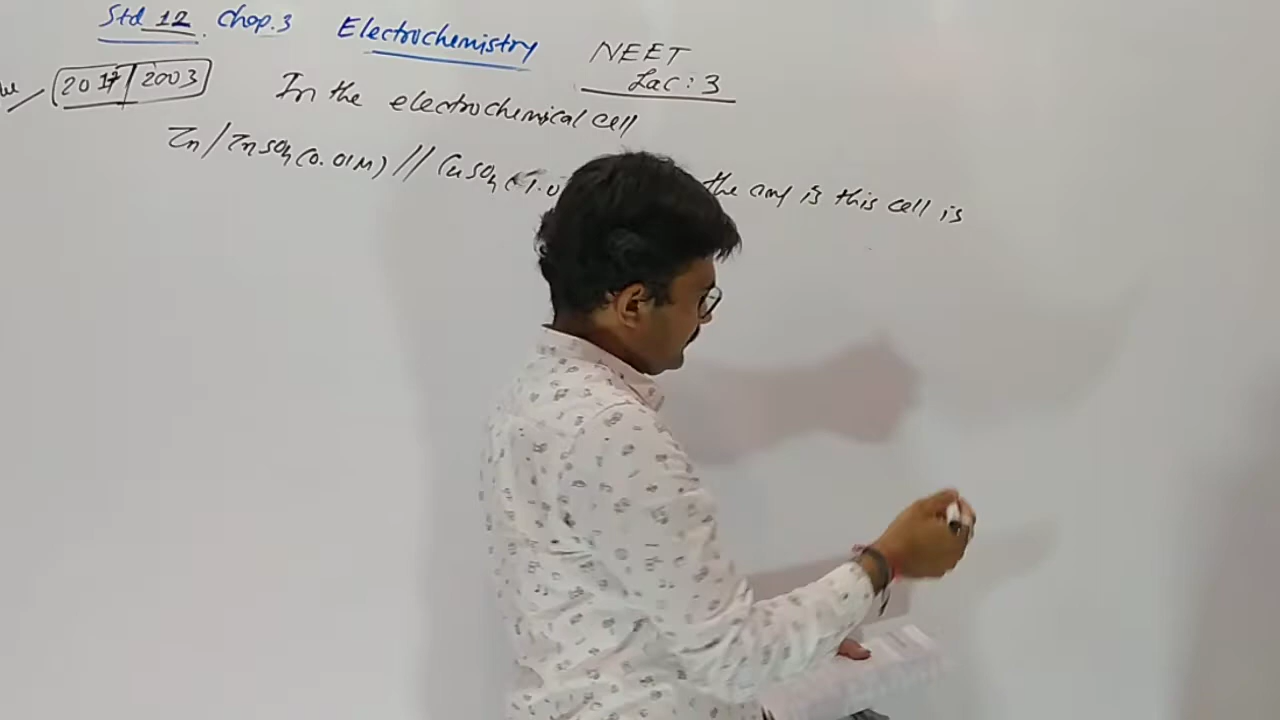 Std 12. Chap.3 Electrochemistry NEET
Lac: 3
2017 | 2003 In the electrochemical cell
Zn/ZnSO4(0.01M)//CuSO4(1.0 the emf is this cell is